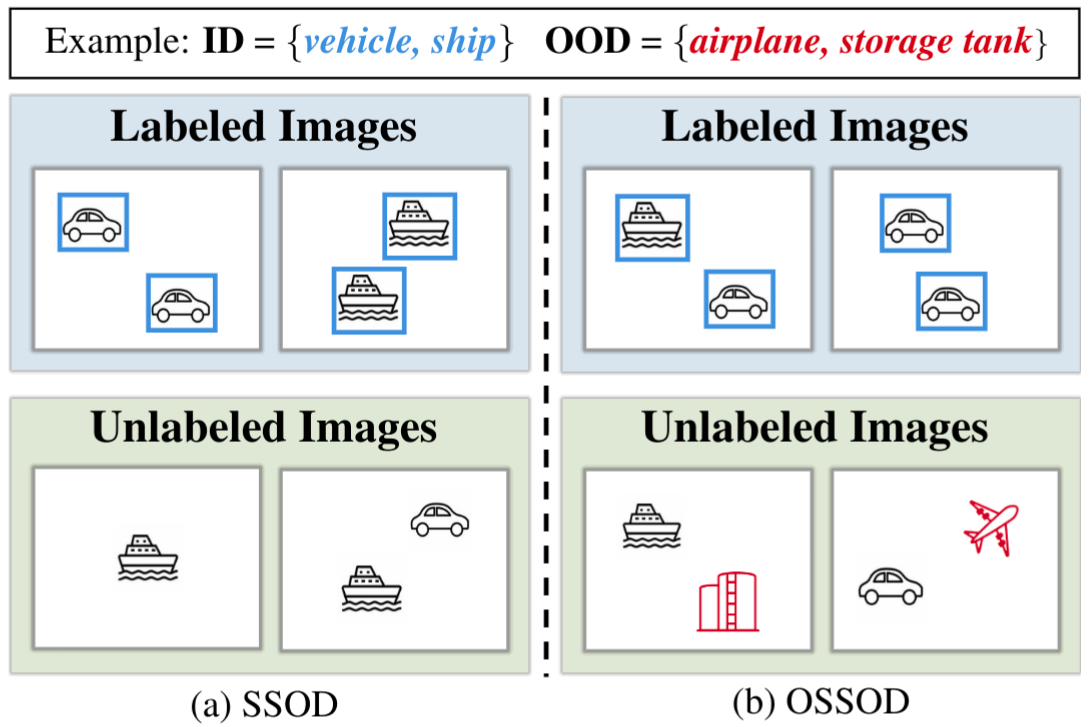 Example: ID = {vehicle, ship} OOD = {airplane, storage tank}
Labeled Images
Labeled Images
Unlabeled Images
Unlabeled Images
(a) SSOD
(b) OSSOD